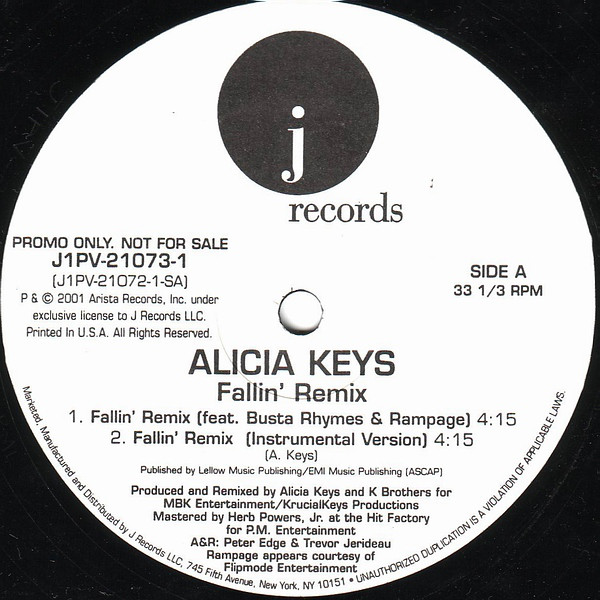 j
records
PROMO ONLY. NOT FOR SALE
J1PV-21073-1
(J1PV-21072-1-SA)
P & © 2001 Arista Records, Inc. under
exclusive license to J Records LLC.
Printed In U.S.A. All Rights Reserved.
SIDE A
33 1/3 RPM
ALICIA KEYS
Fallin' Remix
1. Fallin' Remix (feat. Busta Rhymes & Rampage) 4:15
2. Fallin' Remix (Instrumental Version) 4:15
(A. Keys)
Published by Lellow Music Publishing/EMI Music Publishing (ASCAP)
Produced and Remixed by Alicia Keys and K Brothers for
MBK Entertainment/KrucialKeys Productions
Mastered by Herb Powers, Jr. at the Hit Factory
for P.M. Entertainment
A&R: Peter Edge & Trevor Jerideau
Rampage appears courtesy of
Flipmode Entertainment
Marketed, Manufactured and Distributed by J Records LLC, 745 Fifth Avenue, New York, NY 10151 • UNAUTHORIZED DUPLICATION IS A VIOLATION OF APPLICABLE LAWS.